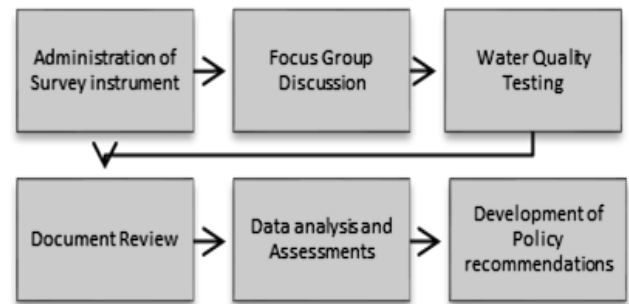 Administration of
Survey instrument
Focus Group
Discussion
Water Quality
Testing
Document Review
Data analysis and
Assessments
Development of
Policy
recommendations